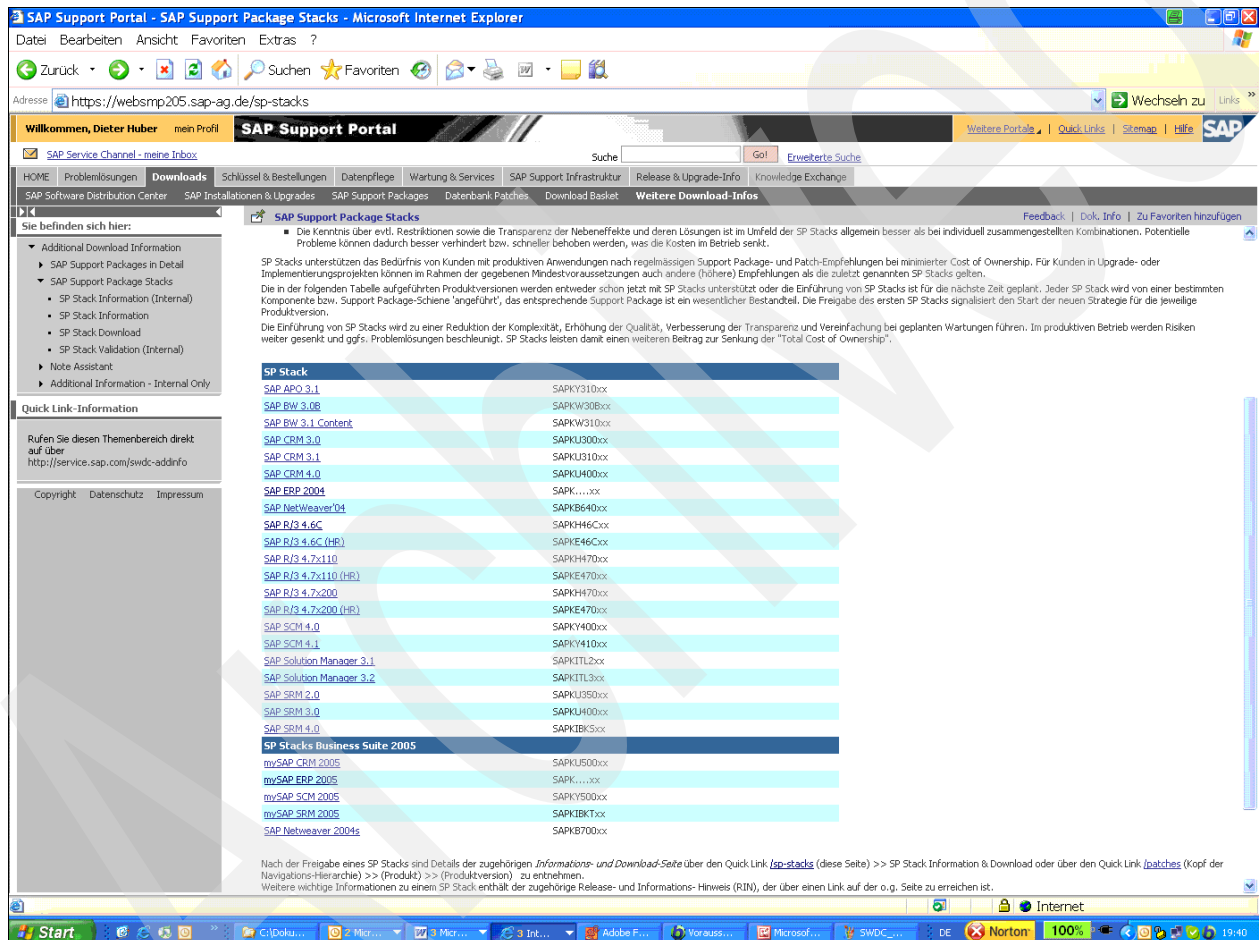 SAP Support Portal - SAP Support Package Stacks - Microsoft Internet Explorer
Datei Bearbeiten Ansicht Favoriten Extras ?
Zurück Suchen Favoriten
Adresse https://websmp205.sap-ag.de/sp-stacks Wechseln zu Links »
Willkommen, Dieter Huber mein Profil SAP Support Portal Weitere Portale | Quick Links | Sitemap | Hilfe SAP
SAP Service Channel - meine Inbox Suche Go! Erweiterte Suche
HOME Problemlösungen Downloads Schlüssel & Bestellungen Datenpflege Wartung & Services SAP Support Infrastruktur Release & Upgrade-Info Knowledge Exchange
SAP Software Distribution Center SAP Installationen & Upgrades SAP Support Packages Datenbank Patches Download Basket Weitere Download-Infos
Sie befinden sich hier:
Additional Download Information
SAP Support Packages in Detail
SAP Support Package Stacks
SP Stack Information (Internal)
SP Stack Information
SP Stack Download
SP Stack Validation (Internal)
Note Assistant
Additional Information - Internal Only
Quick Link-Information
Rufen Sie diesen Themenbereich direkt
auf über
http://service.sap.com/swdc-addinfo
Copyright Datenschutz Impressum
SAP Support Package Stacks Feedback | Dok. Info | Zu Favoriten hinzufügen
Die Kenntnis über evtl. Restriktionen sowie die Transparenz der Nebeneffekte und deren Lösungen ist im Umfeld der SP Stacks allgemein besser als bei individuell zusammengestellten Kombinationen. Potentielle
Probleme können dadurch besser verhindert bzw. schneller behoben werden, was die Kosten im Betrieb senkt.
SP Stacks unterstützen das Bedürfnis von Kunden mit produktiven Anwendungen nach regelmässigen Support Package- und Patch-Empfehlungen bei minimierter Cost of Ownership. Für Kunden in Upgrade- oder
Implementierungsprojekten können im Rahmen der gegebenen Mindestvoraussetzungen auch andere (höhere) Empfehlungen als die zuletzt genannten SP Stacks gelten.
Die in der folgenden Tabelle aufgeführten Produktversionen werden entweder schon jetzt mit SP Stacks unterstützt oder die Einführung von SP Stacks ist für die nächste Zeit geplant. Jeder SP Stack wird von einer bestimmten
Komponente bzw. Support Package-Schiene 'angeführt', das entsprechende Support Package ist ein wesentlicher Bestandteil. Die Freigabe des ersten SP Stacks signalisiert den Start der neuen Strategie für die jeweilige
Produktversion.
Die Einführung von SP Stacks wird zu einer Reduktion der Komplexität, Erhöhung der Qualität, Verbesserung der Transparenz und Vereinfachung bei geplanten Wartungen führen. Im produktiven Betrieb werden Risiken
weiter gesenkt und ggfs. Problemlösungen beschleunigt. SP Stacks leisten damit einen weiteren Beitrag zur Senkung der "Total Cost of Ownership".
SP Stack
SAP APO 3.1 SAPKY310xx
SAP BW 3.0B SAPKW30Bxx
SAP BW 3.1 Content SAPKW310xx
SAP CRM 3.0 SAPKU300xx
SAP CRM 3.1 SAPKU310xx
SAP CRM 4.0 SAPKU400xx
SAP ERP 2004 SAPK....xx
SAP NetWeaver'04 SAPKB640xx
SAP R/3 4.6C SAPKH46Cxx
SAP R/3 4.6C (HR) SAPKE46Cxx
SAP R/3 4.7x110 SAPKH470xx
SAP R/3 4.7x110 (HR) SAPKE470xx
SAP R/3 4.7x200 SAPKH470xx
SAP R/3 4.7x200 (HR) SAPKE470xx
SAP SCM 4.0 SAPKY400xx
SAP SCM 4.1 SAPKY410xx
SAP Solution Manager 3.1 SAPKITL2xx
SAP Solution Manager 3.2 SAPKITL3xx
SAP SRM 2.0 SAPKU350xx
SAP SRM 3.0 SAPKU400xx
SAP SRM 4.0 SAPKIBKSxx
SP Stacks Business Suite 2005
mySAP CRM 2005 SAPKU500xx
mySAP ERP 2005 SAPK....xx
mySAP SCM 2005 SAPKY500xx
mySAP SRM 2005 SAPKIBKTxx
SAP Netweaver 2004s SAPKB700xx
Nach der Freigabe eines SP Stacks sind Details der zugehörigen Informations- und Download-Seite über den Quick Link /sp-stacks (diese Seite) >> SP Stack Information & Download oder über den Quick Link /patches (Kopf der
Navigations-Hierarchie) >> (Produkt) >> (Produktversion) zu entnehmen.
Weitere wichtige Informationen zu einem SP Stack enthält der zugehörige Release- und Informations- Hinweis (RIN), der über einen Link auf der o.g. Seite zu erreichen ist.
Internet
Start » C:\Doku... 2 Micr... 3 Micr... 3 Int... Adobe F... Vorauss... Microsof... SWDC_... DE Norton 100% 19:40